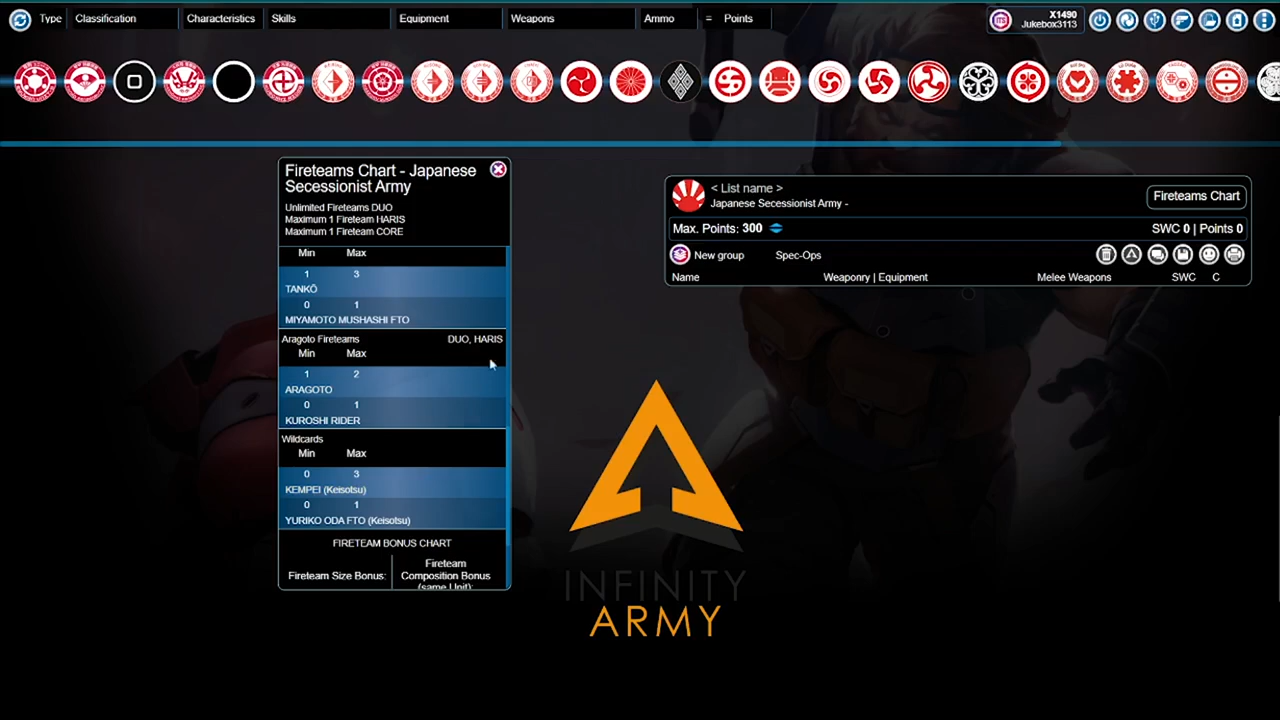 Type Classification Characteristics Skills Equipment Weapons Ammo = Points
ITS X1490
Jukebox3113
Fireteams Chart - Japanese
Secessionist Army
Unlimited Fireteams DUO
Maximum 1 Fireteam HARIS
Maximum 1 Fireteam CORE
Min Max
1 3
TANKÔ
0 1
MIYAMOTO MUSHASHI FTO
Aragoto Fireteams DUO, HARIS
Min Max
1 2
ARAGOTO
0 1
KUROSHI RIDER
Wildcards
Min Max
0 3
KEMPEI (Keisotsu)
0 1
YURIKO ODA FTO (Keisotsu)
FIRETEAM BONUS CHART
Fireteam Size Bonus:
Fireteam
Composition Bonus
(same Unit):
< List name >
Japanese Secessionist Army -
Fireteams Chart
Max. Points: 300 SWC 0 | Points 0
New group Spec-Ops
Name Weaponry | Equipment Melee Weapons SWC C
INFINITY
ARMY